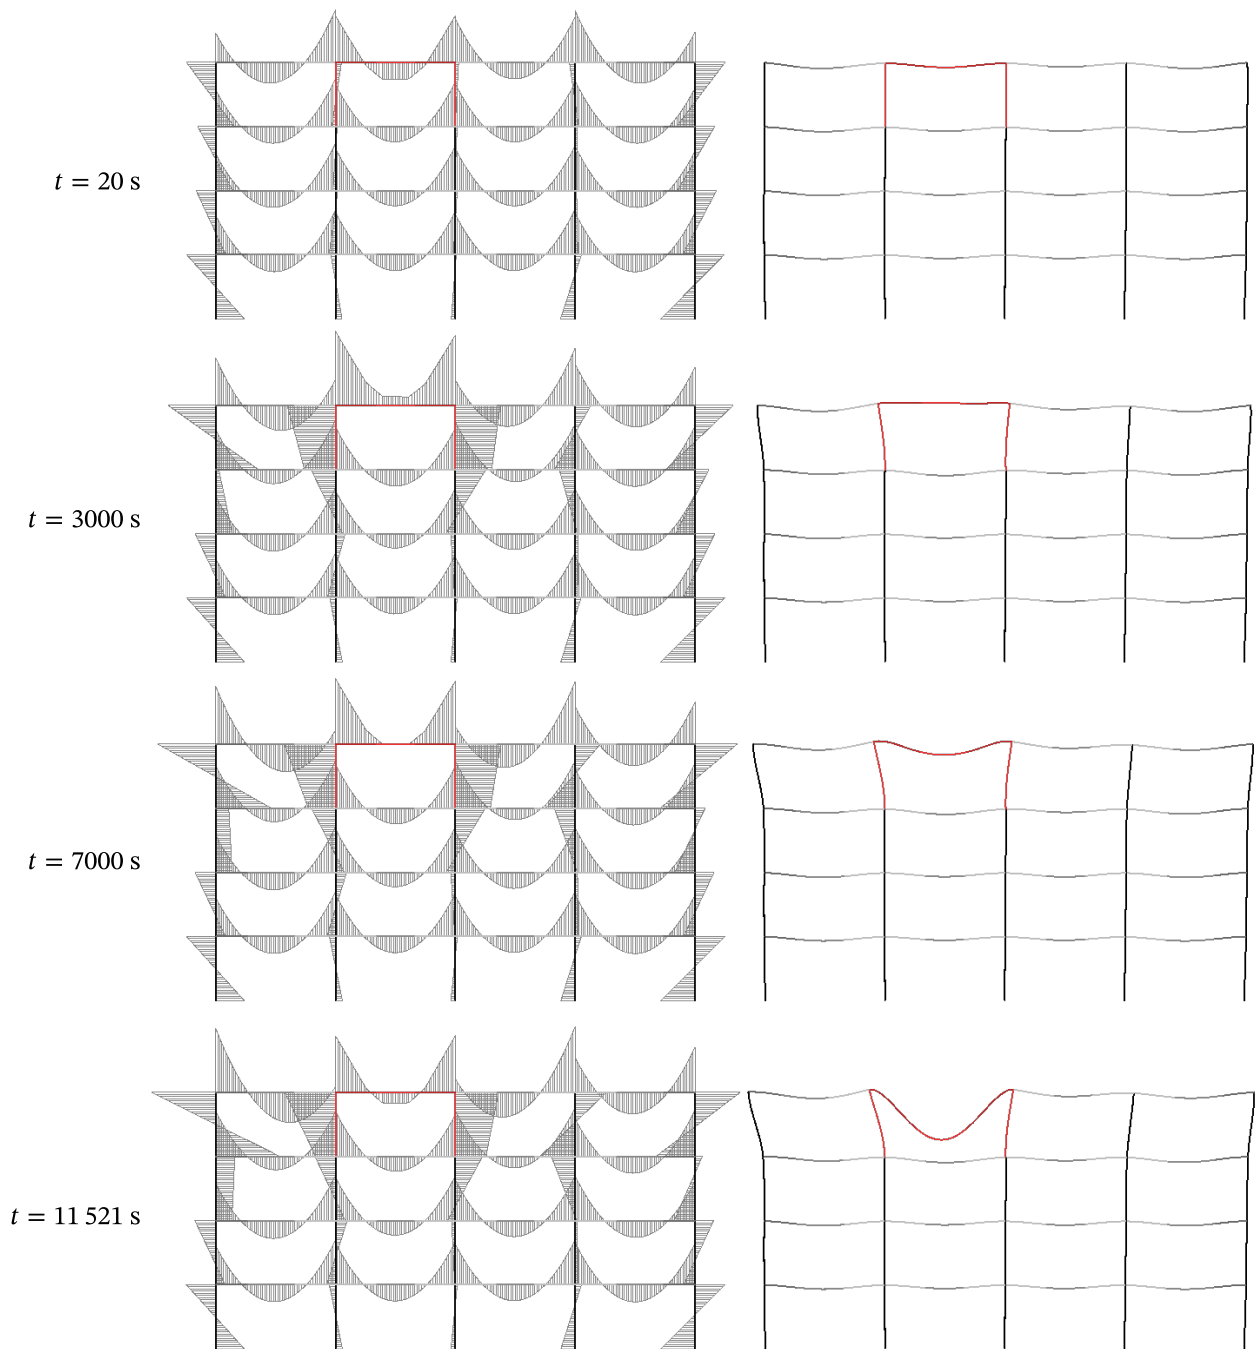 t = 20 s
t = 3000 s
t = 7000 s
t = 11 521 s